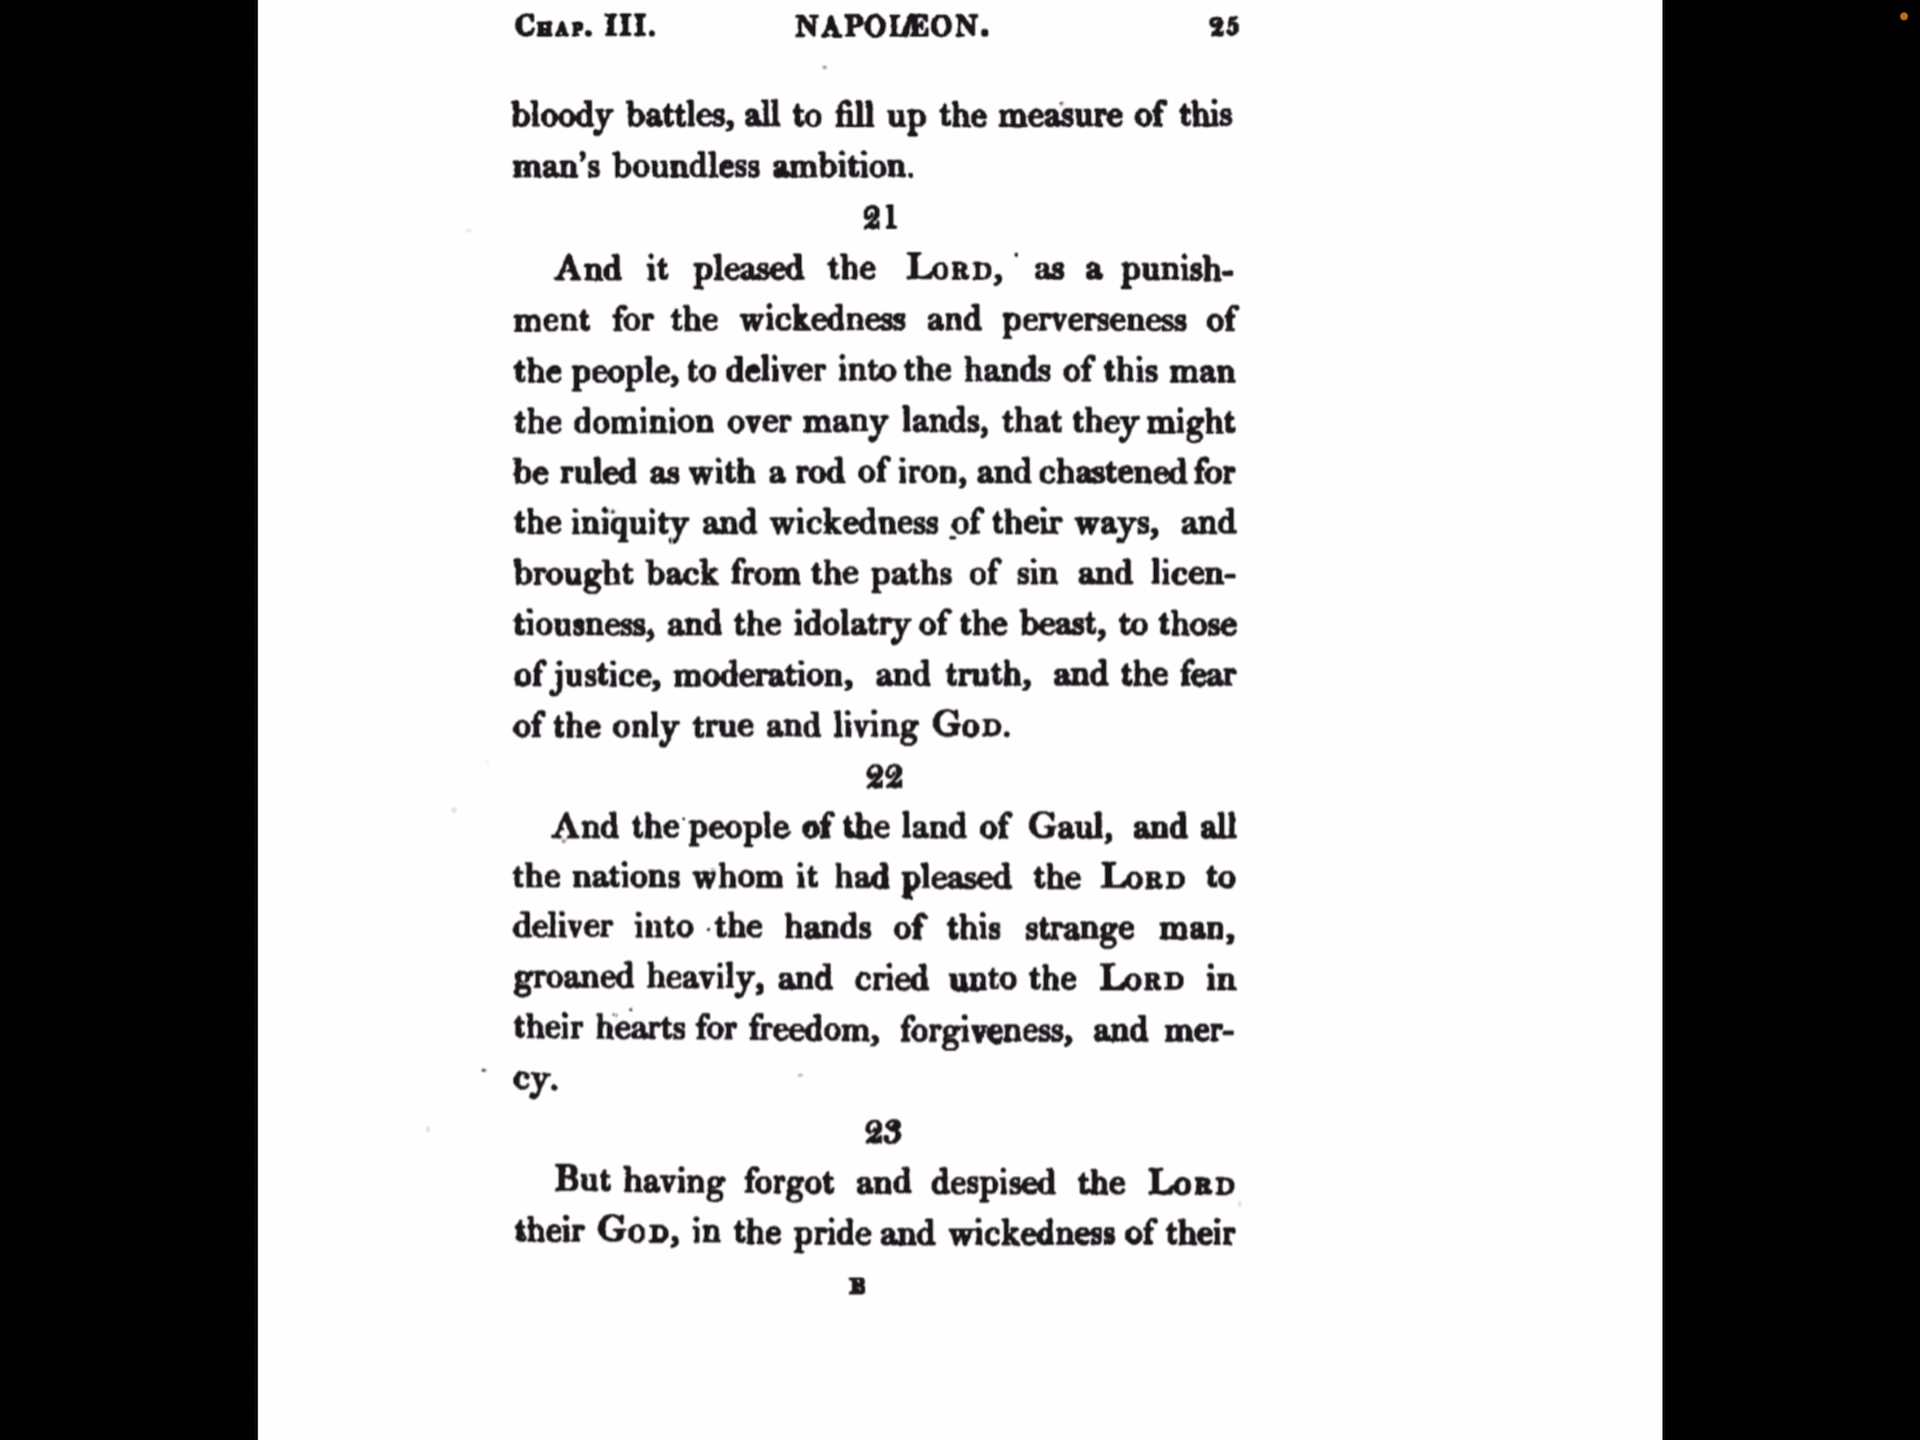 CHAP. III. NAPOLÆON. 25
bloody battles, all to fill up the measure of this
man's boundless ambition.
21
And it pleased the LORD, as a punish-
ment for the wickedness and perverseness of
the people, to deliver into the hands of this man
the dominion over many lands, that they might
be ruled as with a rod of iron, and chastened for
the iniquity and wickedness of their ways, and
brought back from the paths of sin and licen-
tiousness, and the idolatry of the beast, to those
of justice, moderation, and truth, and the fear
of the only true and living GOD.
22
And the people of the land of Gaul, and all
the nations whom it had pleased the LORD to
deliver into the hands of this strange man,
groaned heavily, and cried unto the LORD in
their hearts for freedom, forgiveness, and mer-
cy.
23
But having forgot and despised the LORD
their GOD, in the pride and wickedness of their
B